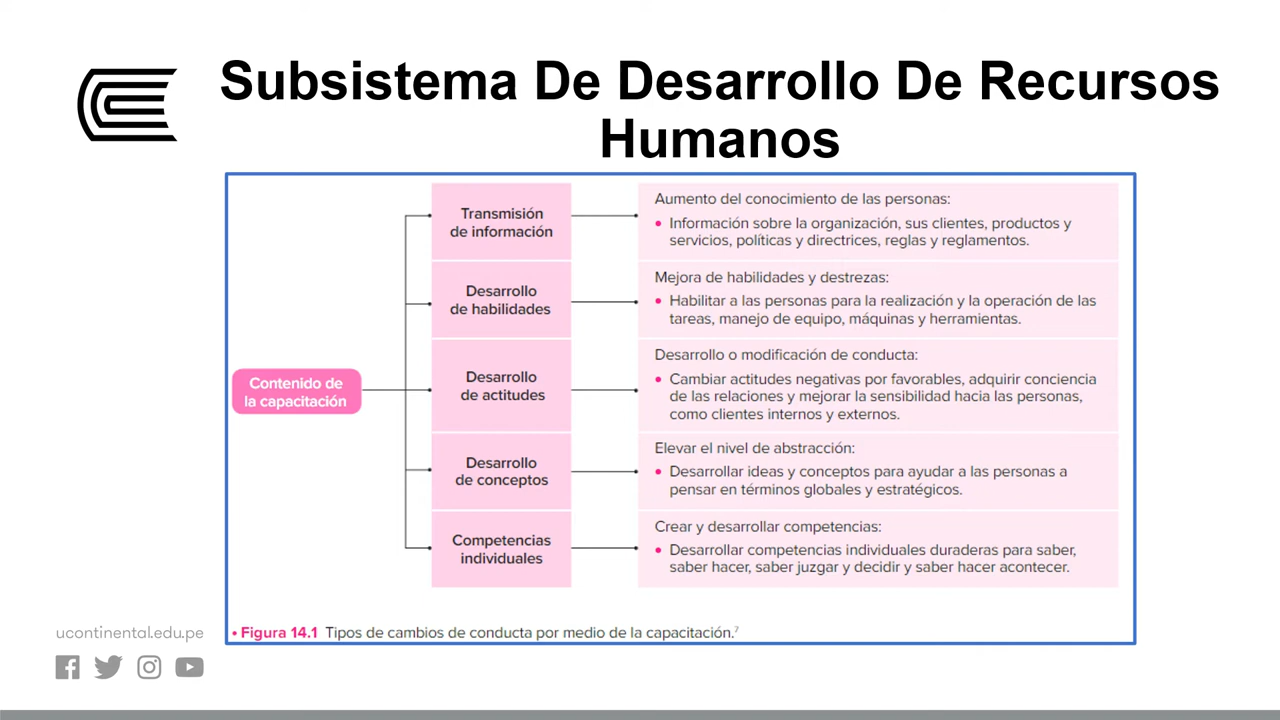 Subsistema De Desarrollo De Recursos
Humanos
Contenido de
la capacitación
Transmisión
de información
Aumento del conocimiento de las personas:
• Información sobre la organización, sus clientes, productos y
servicios, políticas y directrices, reglas y reglamentos.
Desarrollo
de habilidades
Mejora de habilidades y destrezas:
• Habilitar a las personas para la realización y la operación de las
tareas, manejo de equipo, máquinas y herramientas.
Desarrollo
de actitudes
Desarrollo o modificación de conducta:
• Cambiar actitudes negativas por favorables, adquirir conciencia
de las relaciones y mejorar la sensibilidad hacia las personas,
como clientes internos y externos.
Desarrollo
de conceptos
Elevar el nivel de abstracción:
• Desarrollar ideas y conceptos para ayudar a las personas a
pensar en términos globales y estratégicos.
Competencias
individuales
Crear y desarrollar competencias:
• Desarrollar competencias individuales duraderas para saber,
saber hacer, saber juzgar y decidir y saber hacer acontecer.
• Figura 14.1 Tipos de cambios de conducta por medio de la capacitación.⁷
ucontinental.edu.pe